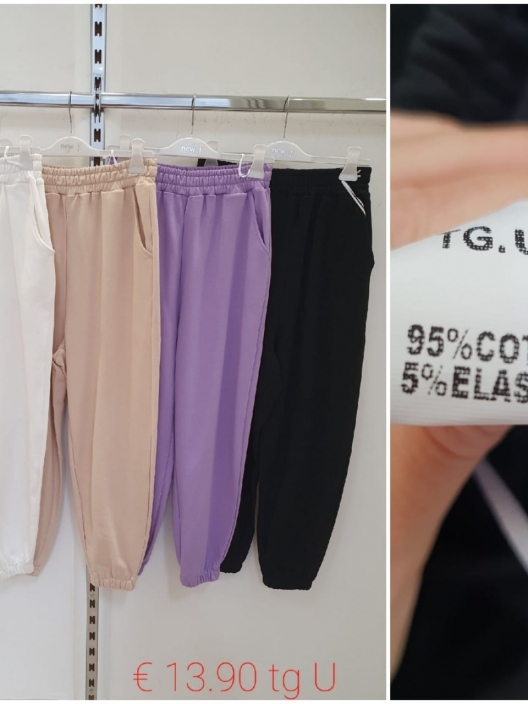 TG.U
95%COT
5%ELAS
€ 13.90 tg U